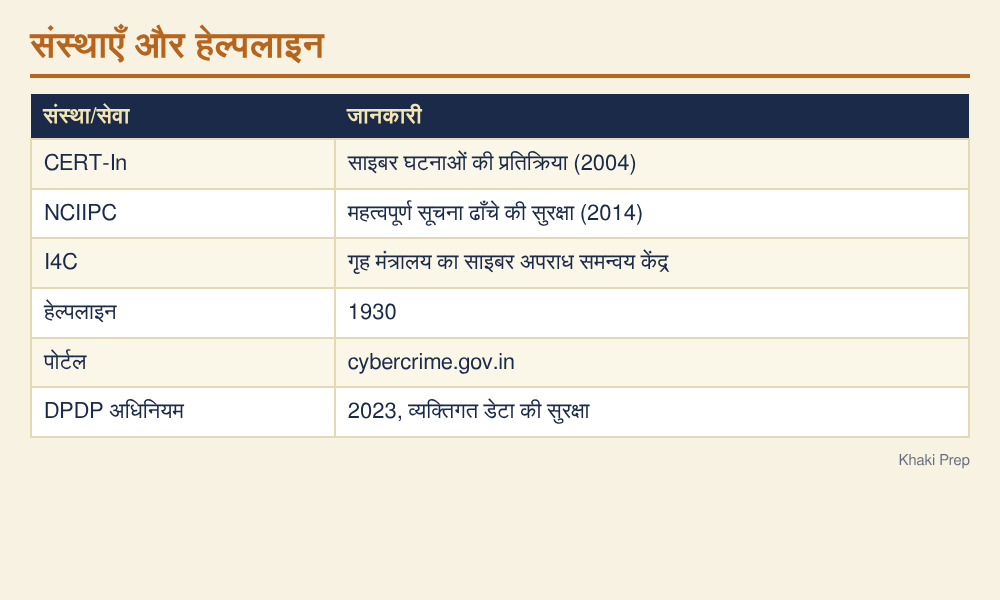 संस्थाएँ और हेल्पलाइन
संस्था/सेवा जानकारी
CERT-In साइबर घटनाओं की प्रतिक्रिया (2004)
NCIIPC महत्वपूर्ण सूचना ढाँचे की सुरक्षा (2014)
I4C गृह मंत्रालय का साइबर अपराध समन्वय केंद्र
हेल्पलाइन 1930
पोर्टल cybercrime.gov.in
DPDP अधिनियम 2023, व्यक्तिगत डेटा की सुरक्षा
Khaki Prep